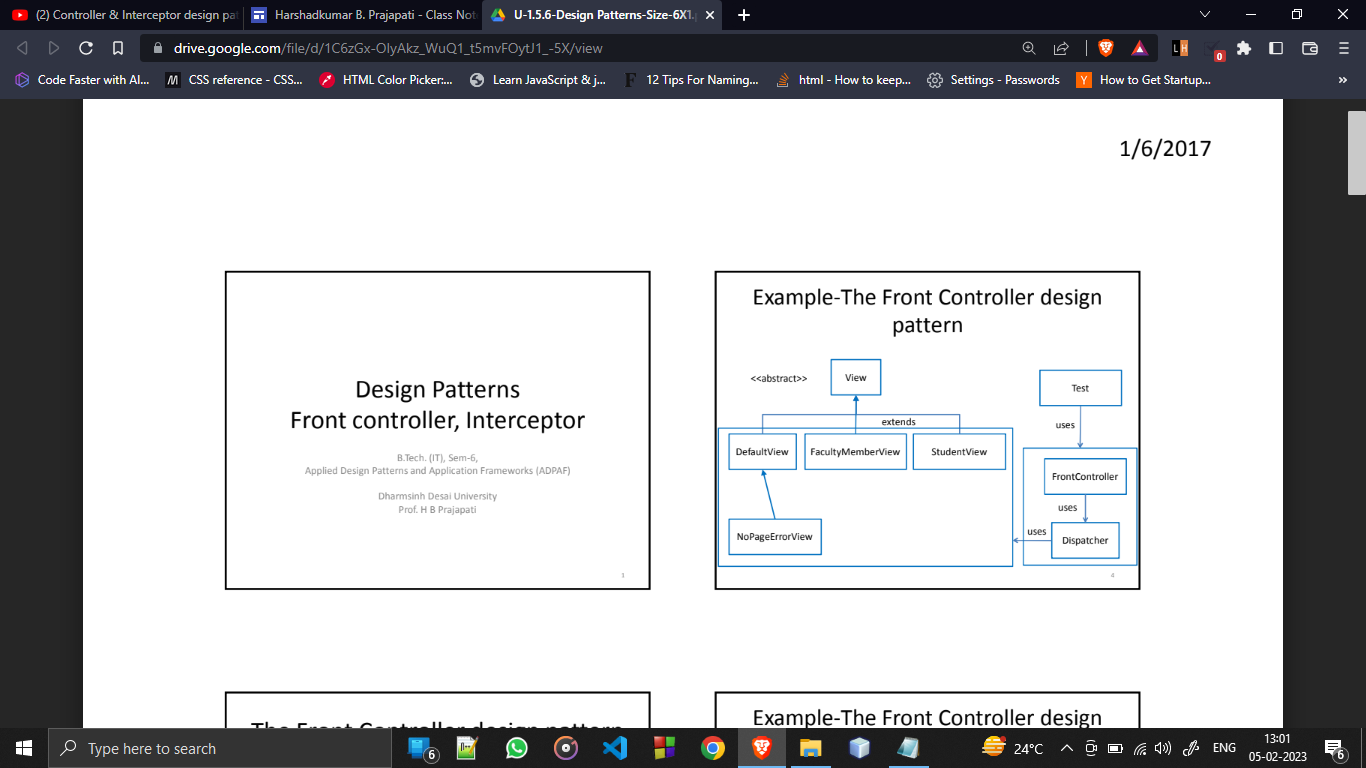 (2) Controller & Interceptor design pat
Harshadkumar B. Prajapati - Class Not
U-1.5.6-Design Patterns-Size-6X1.p
drive.google.com/file/d/1C6zGx-OIyAkz_WuQ1_t5mvFOytJ1_-5X/view
L H
0
Code Faster with AI...
M
CSS reference - CSS...
HTML Color Picker:...
Learn JavaScript & j...
F
12 Tips For Naming...
html - How to keep...
Settings - Passwords
Y
How to Get Startup...
»
1/6/2017
Design Patterns
Front controller, Interceptor
B.Tech. (IT), Sem-6,
Applied Design Patterns and Application Frameworks (ADPAF)
Dharmsinh Desai University
Prof. H B Prajapati
1
Example-The Front Controller design
pattern
<<abstract>>
View
Test
extends
uses
DefaultView
FacultyMemberView
StudentView
FrontController
uses
NoPageErrorView
uses
Dispatcher
4
The Front Controller design pattern
Example-The Front Controller design
Type here to search
6
24°C
ENG
13:01
05-02-2023
6